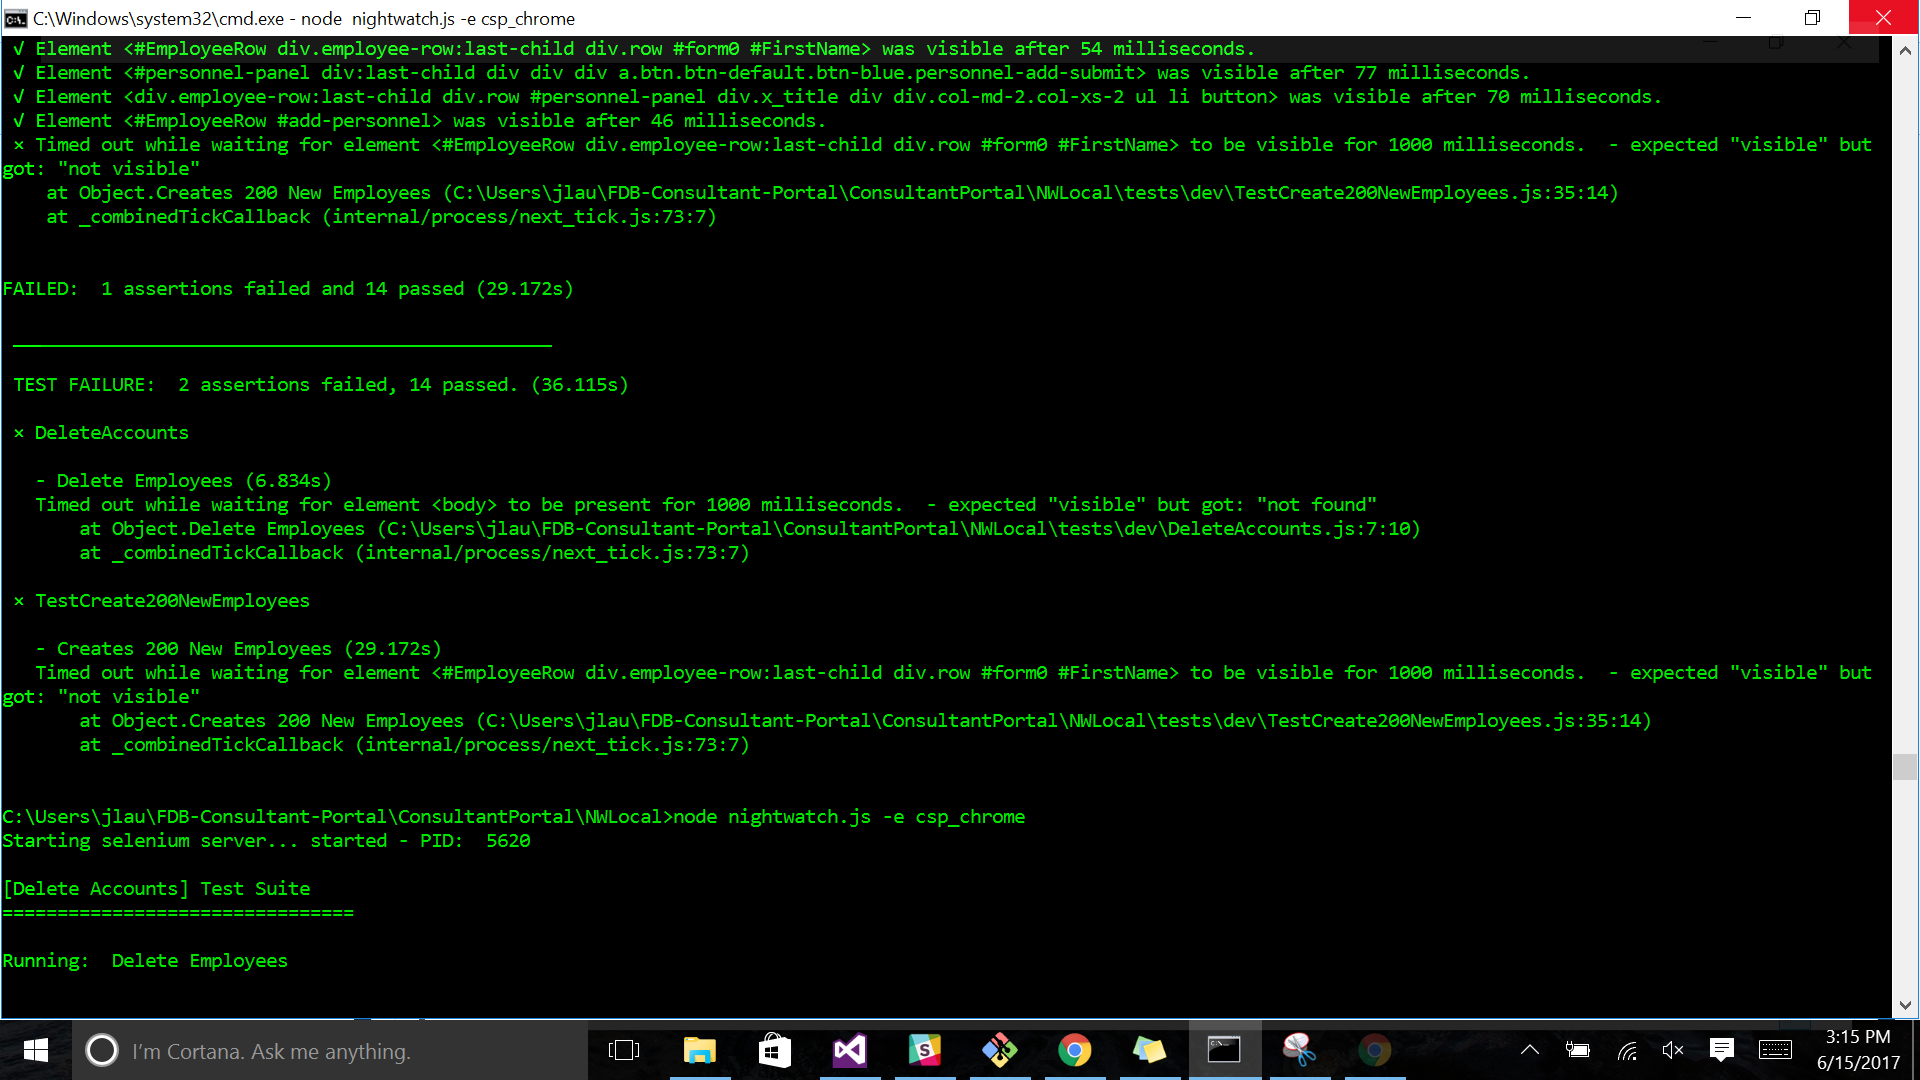 C:\Windows\system32\cmd.exe - node  nightwatch.js -e csp_chrome
√ Element <#EmployeeRow div.employee-row:last-child div.row #form0 #FirstName> was visible after 54 milliseconds.
√ Element <#personnel-panel div:last-child div div div a.btn.btn-default.btn-blue.personnel-add-submit> was visible after 77 milliseconds.
√ Element <div.employee-row:last-child div.row #personnel-panel div.x_title div div.col-md-2.col-xs-2 ul li button> was visible after 70 milliseconds.
√ Element <#EmployeeRow #add-personnel> was visible after 46 milliseconds.
× Timed out while waiting for element <#EmployeeRow div.employee-row:last-child div.row #form0 #FirstName> to be visible for 1000 milliseconds.  - expected "visible" but
got: "not visible"
at Object.Creates 200 New Employees (C:\Users\jlau\FDB-Consultant-Portal\ConsultantPortal\NWLocal\tests\dev\TestCreate200NewEmployees.js:35:14)
at _combinedTickCallback (internal/process/next_tick.js:73:7)
FAILED:  1 assertions failed and 14 passed (29.172s)
_________________________________________________
TEST FAILURE:  2 assertions failed, 14 passed. (36.115s)
× DeleteAccounts
- Delete Employees (6.834s)
Timed out while waiting for element <body> to be present for 1000 milliseconds.  - expected "visible" but got: "not found"
at Object.Delete Employees (C:\Users\jlau\FDB-Consultant-Portal\ConsultantPortal\NWLocal\tests\dev\DeleteAccounts.js:7:10)
at _combinedTickCallback (internal/process/next_tick.js:73:7)
× TestCreate200NewEmployees
- Creates 200 New Employees (29.172s)
Timed out while waiting for element <#EmployeeRow div.employee-row:last-child div.row #form0 #FirstName> to be visible for 1000 milliseconds.  - expected "visible" but
got: "not visible"
at Object.Creates 200 New Employees (C:\Users\jlau\FDB-Consultant-Portal\ConsultantPortal\NWLocal\tests\dev\TestCreate200NewEmployees.js:35:14)
at _combinedTickCallback (internal/process/next_tick.js:73:7)
C:\Users\jlau\FDB-Consultant-Portal\ConsultantPortal\NWLocal>node nightwatch.js -e csp_chrome
Starting selenium server... started - PID:  5620
[Delete Accounts] Test Suite
================================
Running:  Delete Employees
I'm Cortana. Ask me anything.
3:15 PM
6/15/2017